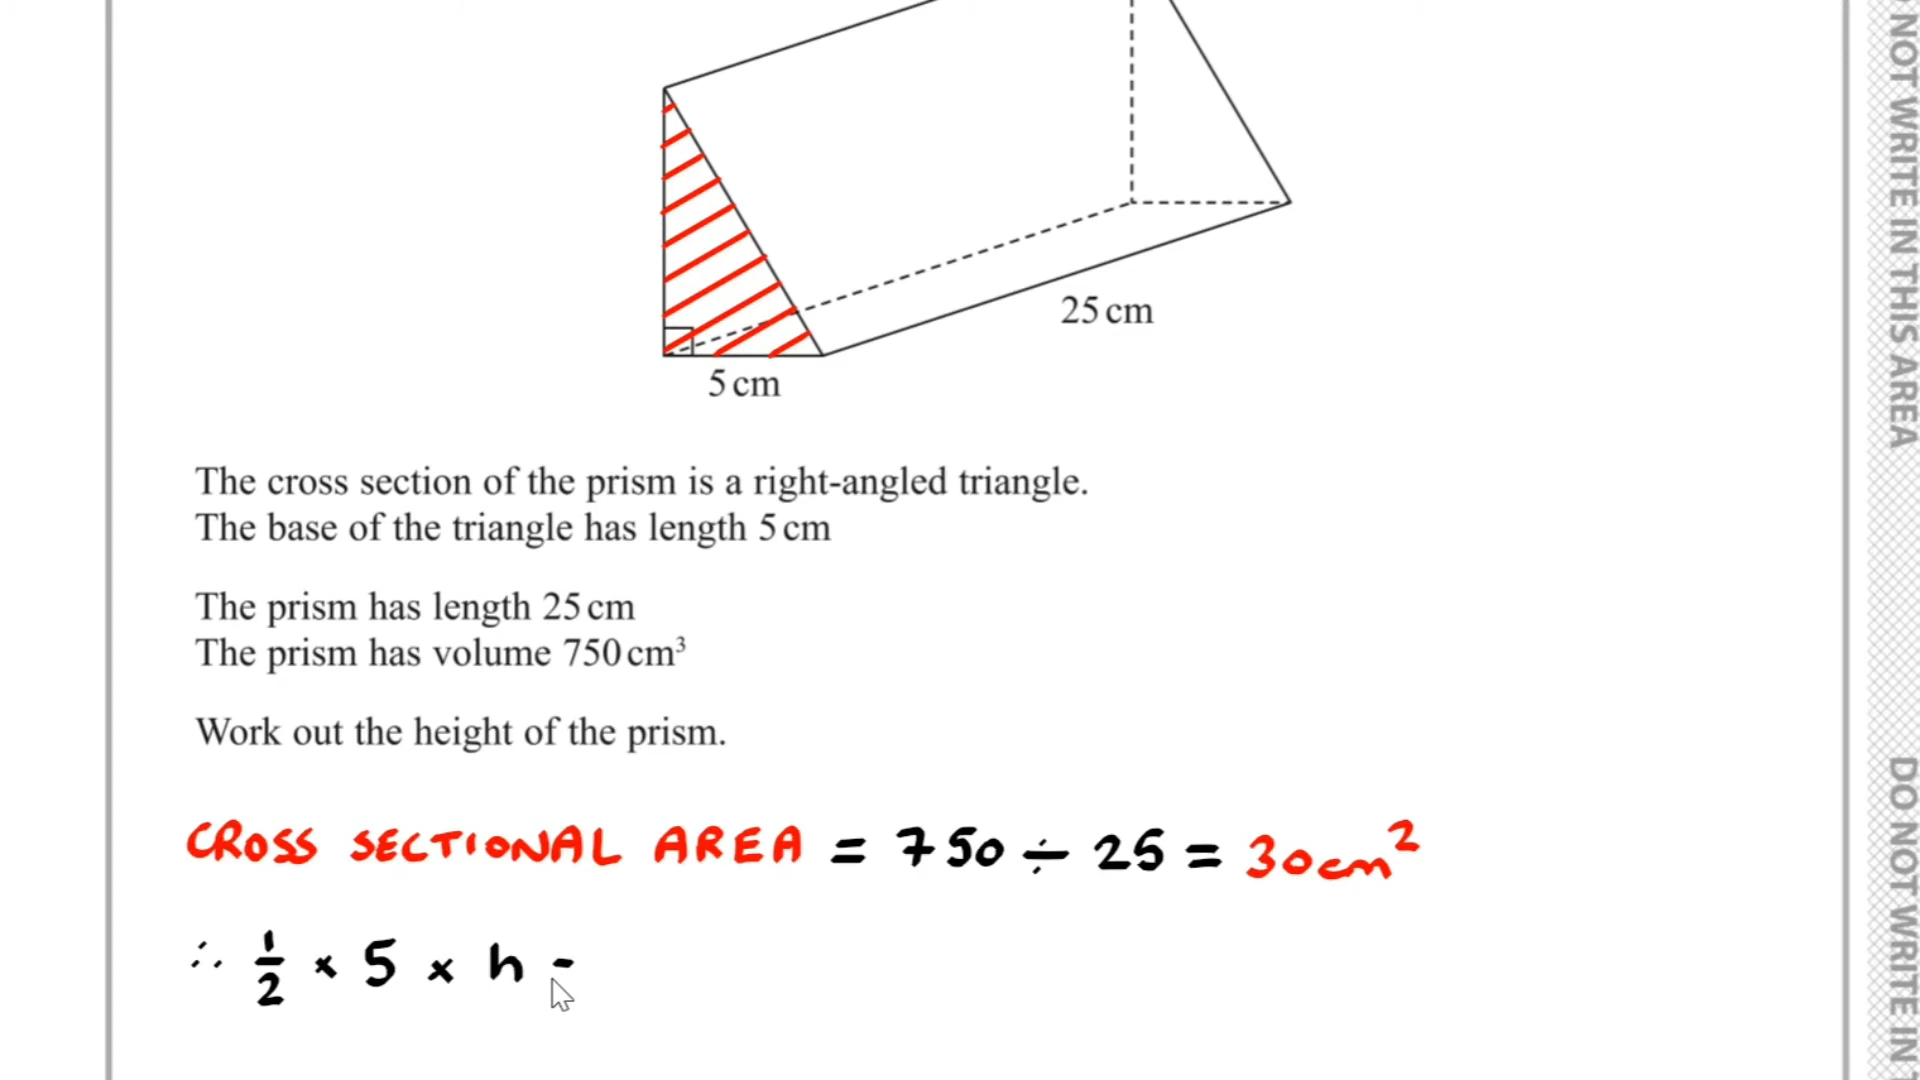 25 cm
5 cm
The cross section of the prism is a right-angled triangle.
The base of the triangle has length 5 cm
The prism has length 25 cm
The prism has volume 750 cm³
Work out the height of the prism.
CROSS SECTIONAL AREA = 750 ÷ 25 = 30cm²
∴ 1/2 × 5 × h -
NOT WRITE IN THIS AREA
DO NOT WRITE IN